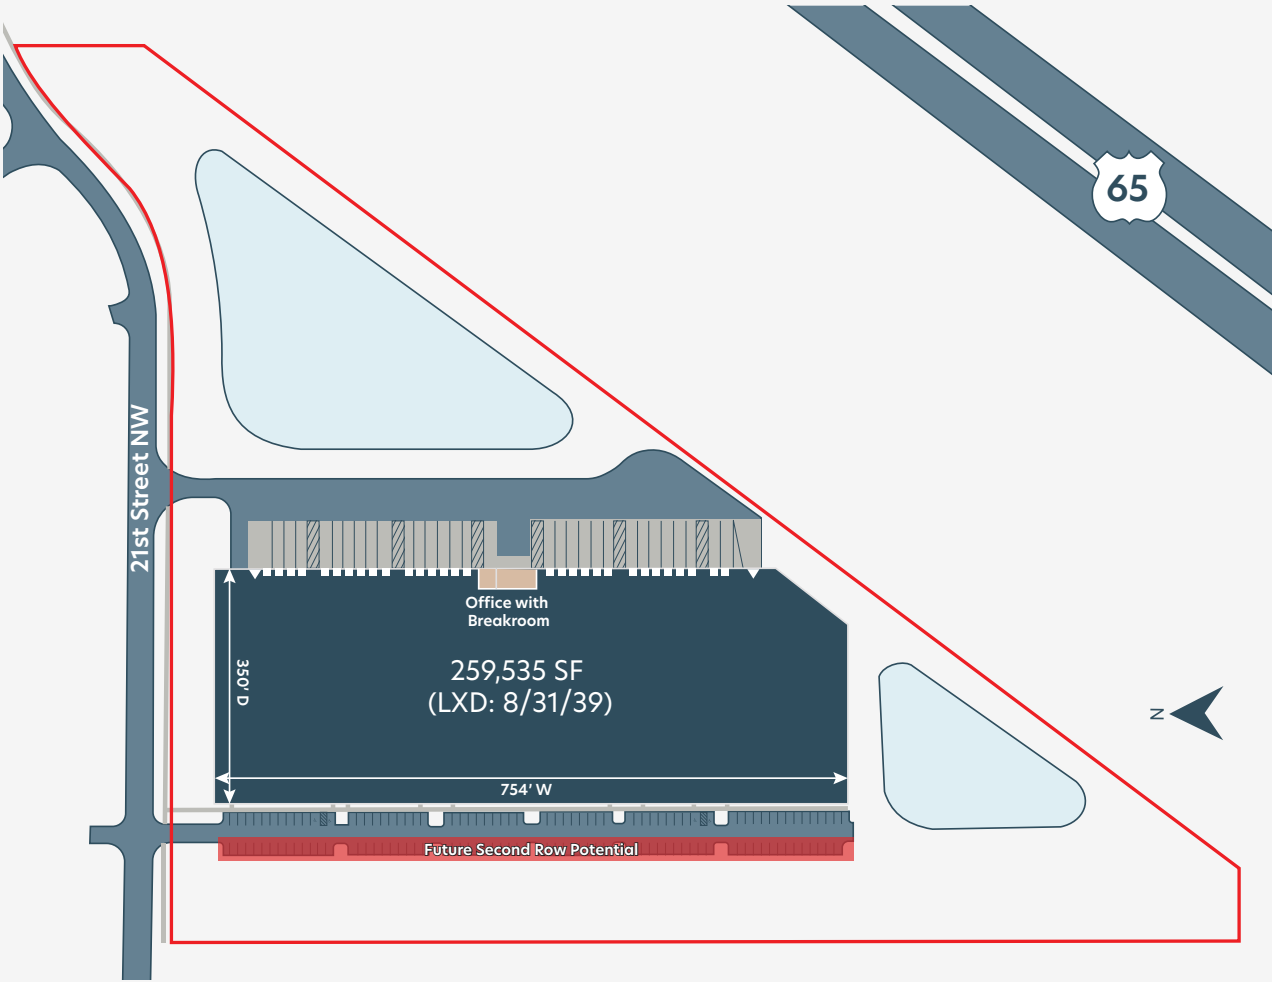 65
21st Street NW
Office with
Breakroom
259,535 SF
(LXD: 8/31/39)
350' D
754' W
N
Future Second Row Potential